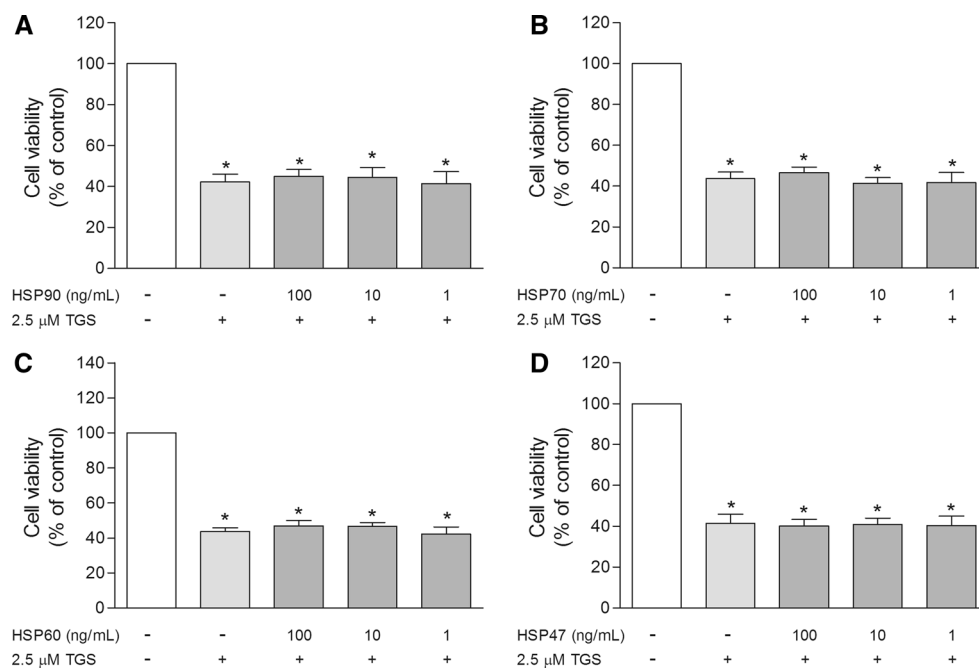 A
120
100
80
60
40
20
0
Cell viability
(% of control)
* * * *
HSP90 (ng/mL) - - 100 10 1
2.5 μM TGS - + + + +
B
120
100
80
60
40
20
0
Cell viability
(% of control)
* * * *
HSP70 (ng/mL) - - 100 10 1
2.5 μM TGS - + + + +
C
140
120
100
80
60
40
20
0
Cell viability
(% of control)
* * * *
HSP60 (ng/mL) - - 100 10 1
2.5 μM TGS - + + + +
D
120
100
80
60
40
20
0
Cell viability
(% of control)
* * * *
HSP47 (ng/mL) - - 100 10 1
2.5 μM TGS - + + + +